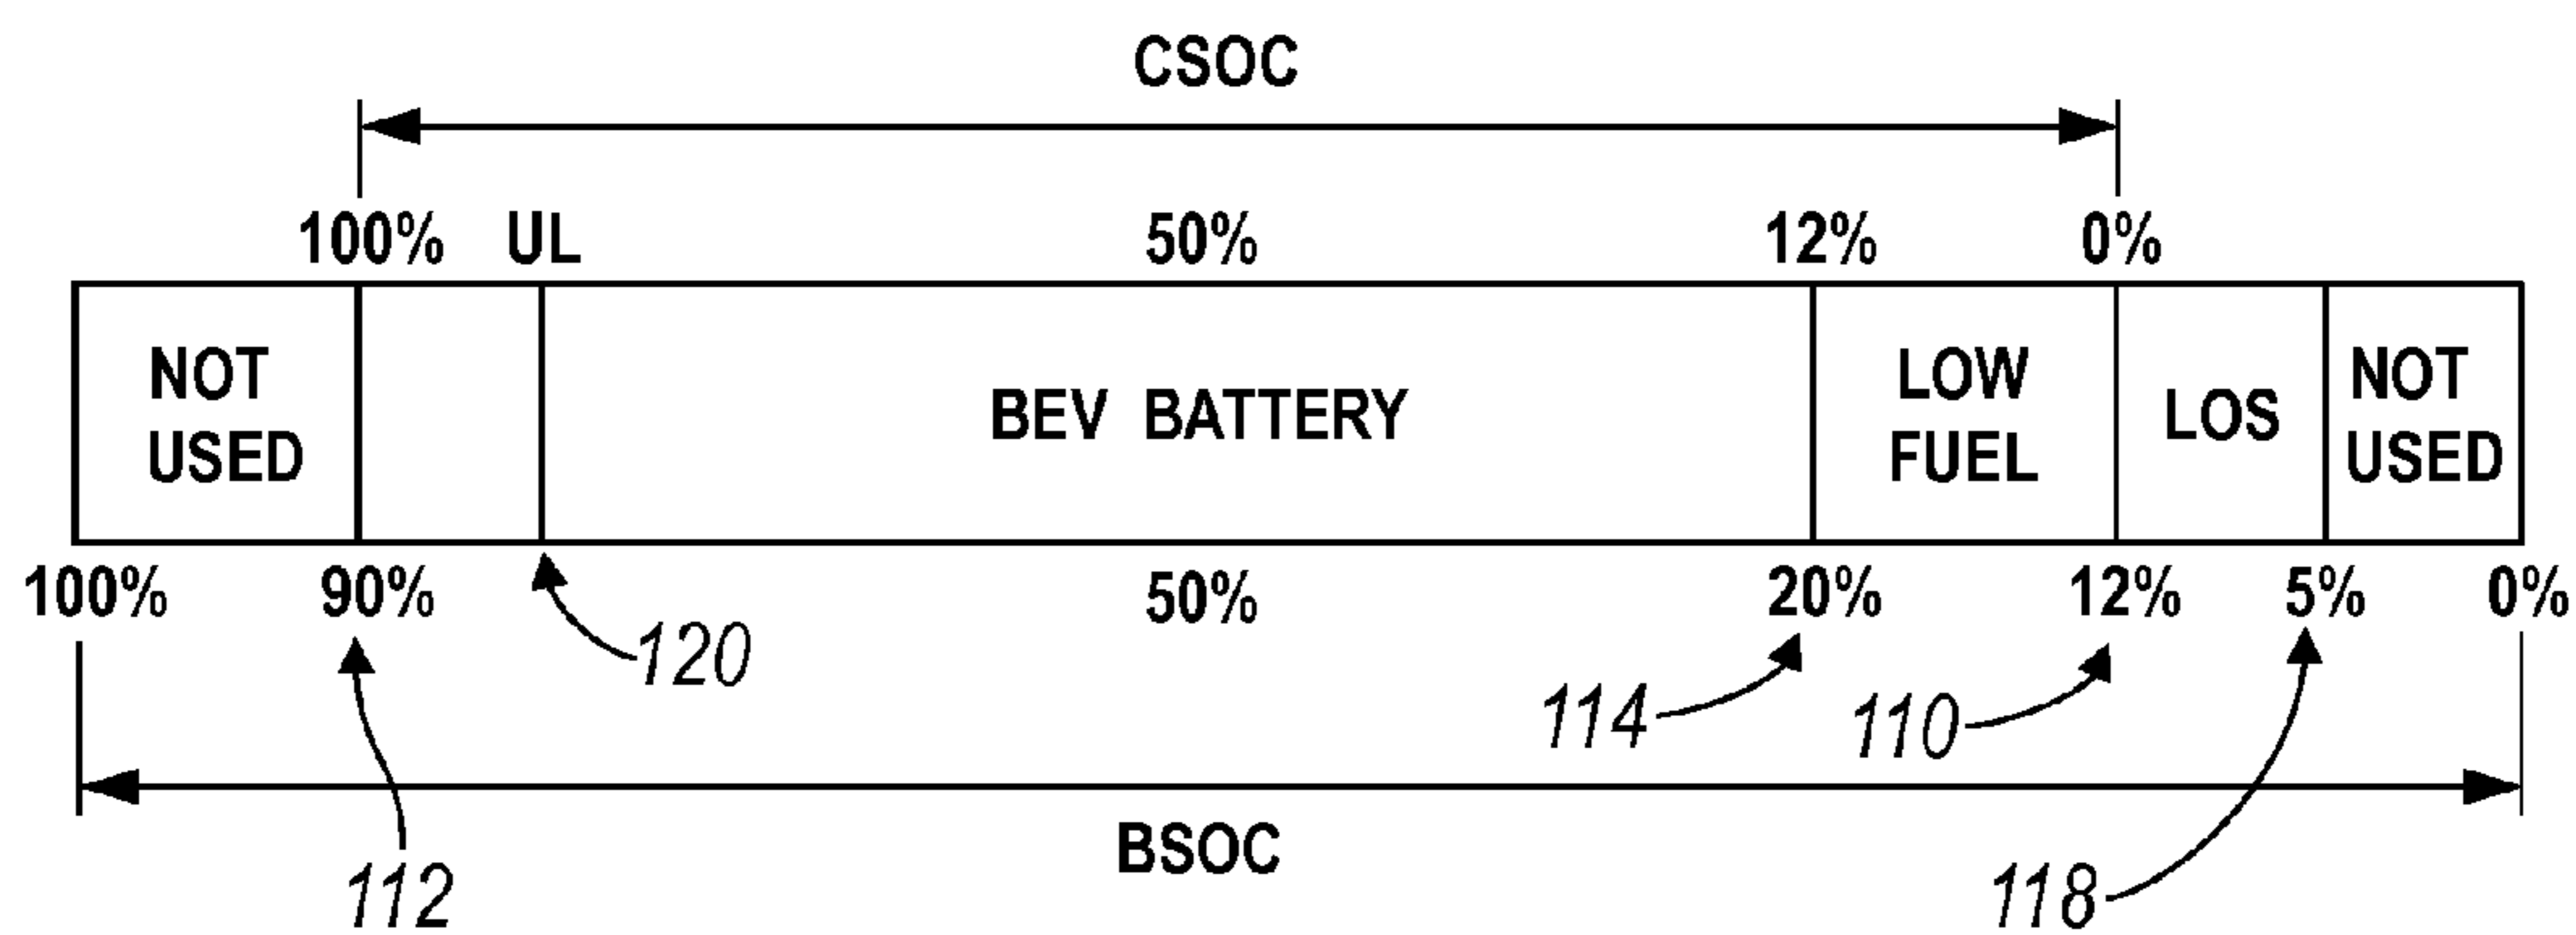 CSOC
100% UL 50% 12% 0%
NOT USED BEV BATTERY LOW FUEL LOS NOT USED
100% 90% 50% 20% 12% 5% 0%
120
114 110
BSOC
112 118